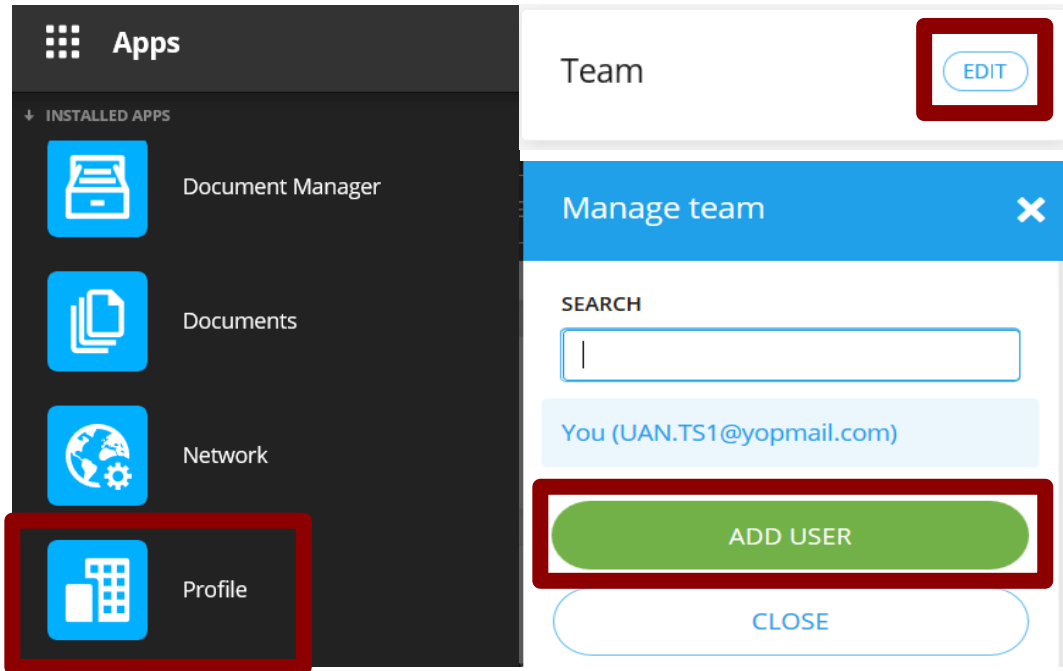 Apps
INSTALLED APPS
Document Manager
Documents
Network
Profile
Team
EDIT
Manage team
SEARCH
You (UAN.TS1@yopmail.com)
ADD USER
CLOSE